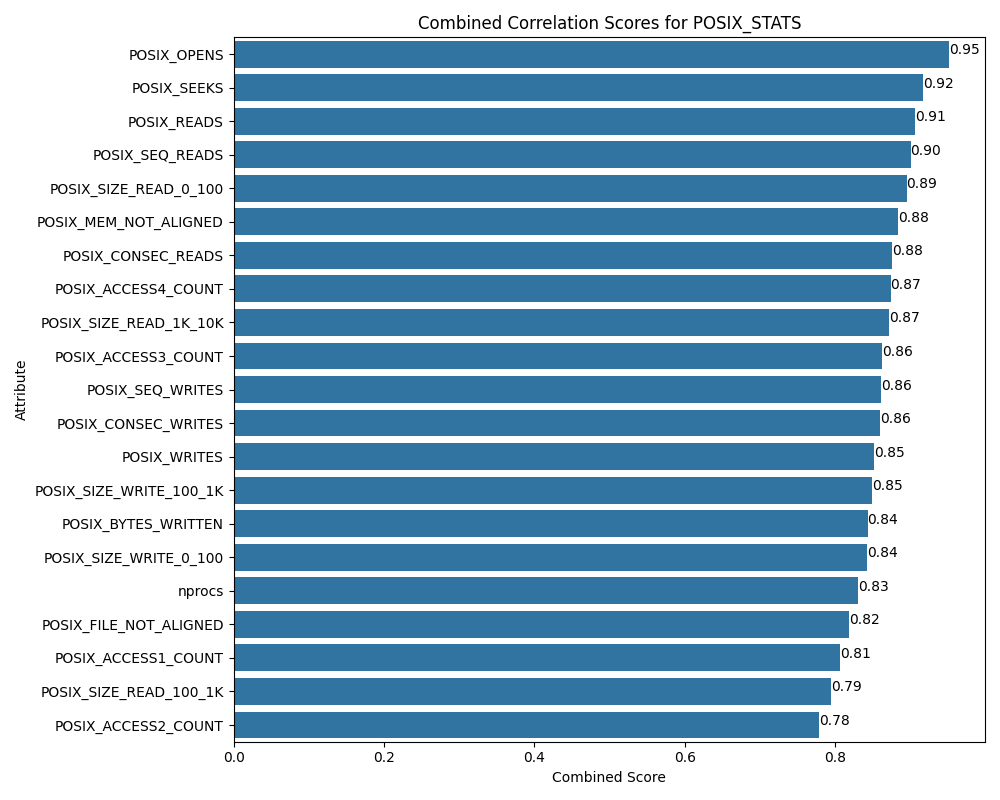 Combined Correlation Scores for POSIX_STATS
POSIX_OPENS 0.95
POSIX_SEEKS 0.92
POSIX_READS 0.91
POSIX_SEQ_READS 0.90
POSIX_SIZE_READ_0_100 0.89
POSIX_MEM_NOT_ALIGNED 0.88
POSIX_CONSEC_READS 0.88
POSIX_ACCESS4_COUNT 0.87
POSIX_SIZE_READ_1K_10K 0.87
POSIX_ACCESS3_COUNT 0.86
POSIX_SEQ_WRITES 0.86
POSIX_CONSEC_WRITES 0.86
POSIX_WRITES 0.85
POSIX_SIZE_WRITE_100_1K 0.85
POSIX_BYTES_WRITTEN 0.84
POSIX_SIZE_WRITE_0_100 0.84
nprocs 0.83
POSIX_FILE_NOT_ALIGNED 0.82
POSIX_ACCESS1_COUNT 0.81
POSIX_SIZE_READ_100_1K 0.79
POSIX_ACCESS2_COUNT 0.78
Attribute
0.0 0.2 0.4 0.6 0.8
Combined Score